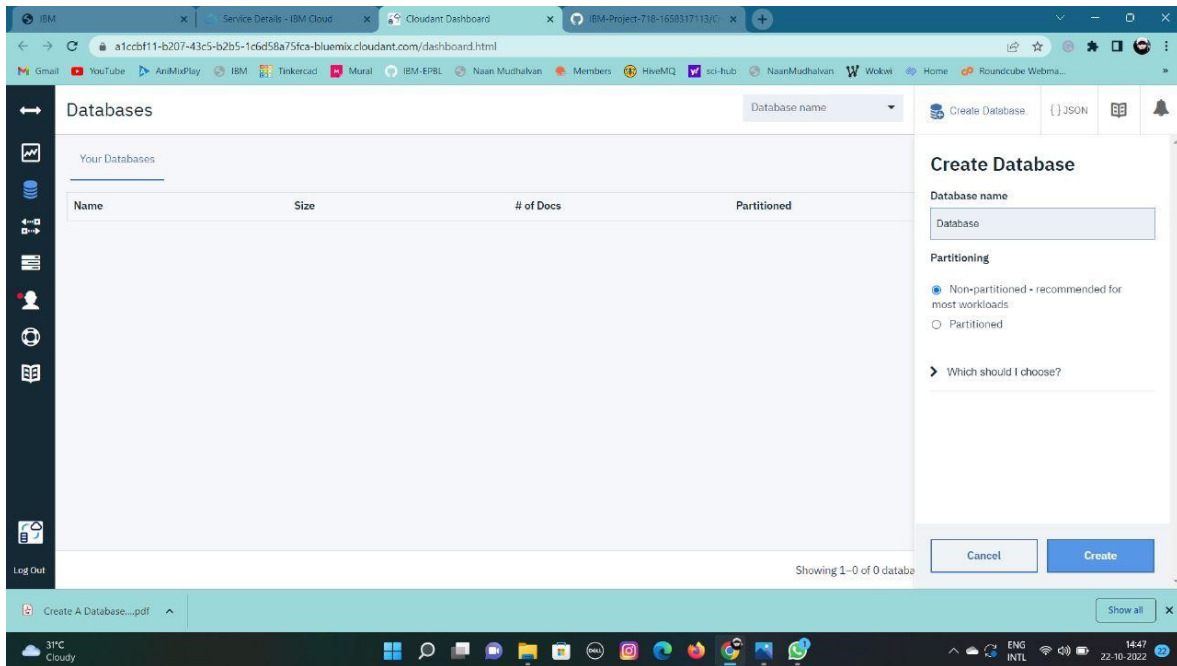 IBM
Service Details - IBM Cloud
Cloudant Dashboard
IBM-Project-718-1658317113/C
a1ccbf11-b207-43c5-b2b5-1c6d58a75fca-bluemix.cloudant.com/dashboard.html
Gmail YouTube AniMixPlay IBM Tinkercad Mural IBM-EPBL Naan Mudhalvan Members HiveMQ sci-hub NaanMudhalvan Wokwi Home Roundcube Webma...
Databases
Database name
Create Database
{ } JSON
Your Databases
Name Size # of Docs Partitioned
Create Database
Database name
Database
Partitioning
Non-partitioned - recommended for
most workloads
Partitioned
Which should I choose?
Cancel Create
Log Out
Showing 1–0 of 0 databa
Create A Database....pdf
Show all
31°C
Cloudy
DELL
ENG
INTL
14:47
22-10-2022
22